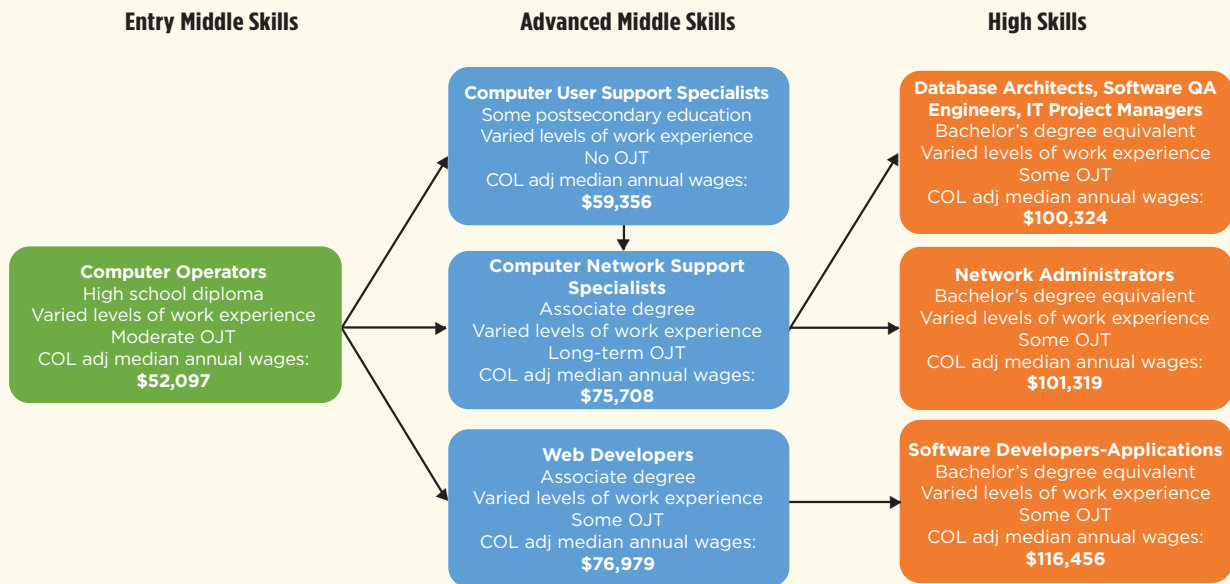 Entry Middle Skills
Advanced Middle Skills
High Skills
Computer Operators
High school diploma
Varied levels of work experience
Moderate OJT
COL adj median annual wages:
$52,097
Computer User Support Specialists
Some postsecondary education
Varied levels of work experience
No OJT
COL adj median annual wages:
$59,356
Computer Network Support
Specialists
Associate degree
Varied levels of work experience
Long-term OJT
COL adj median annual wages:
$75,708
Web Developers
Associate degree
Varied levels of work experience
Some OJT
COL adj median annual wages:
$76,979
Database Architects, Software QA
Engineers, IT Project Managers
Bachelor’s degree equivalent
Varied levels of work experience
Some OJT
COL adj median annual wages:
$100,324
Network Administrators
Bachelor’s degree equivalent
Varied levels of work experience
Some OJT
COL adj median annual wages:
$101,319
Software Developers-Applications
Bachelor’s degree equivalent
Varied levels of work experience
Some OJT
COL adj median annual wages:
$116,456